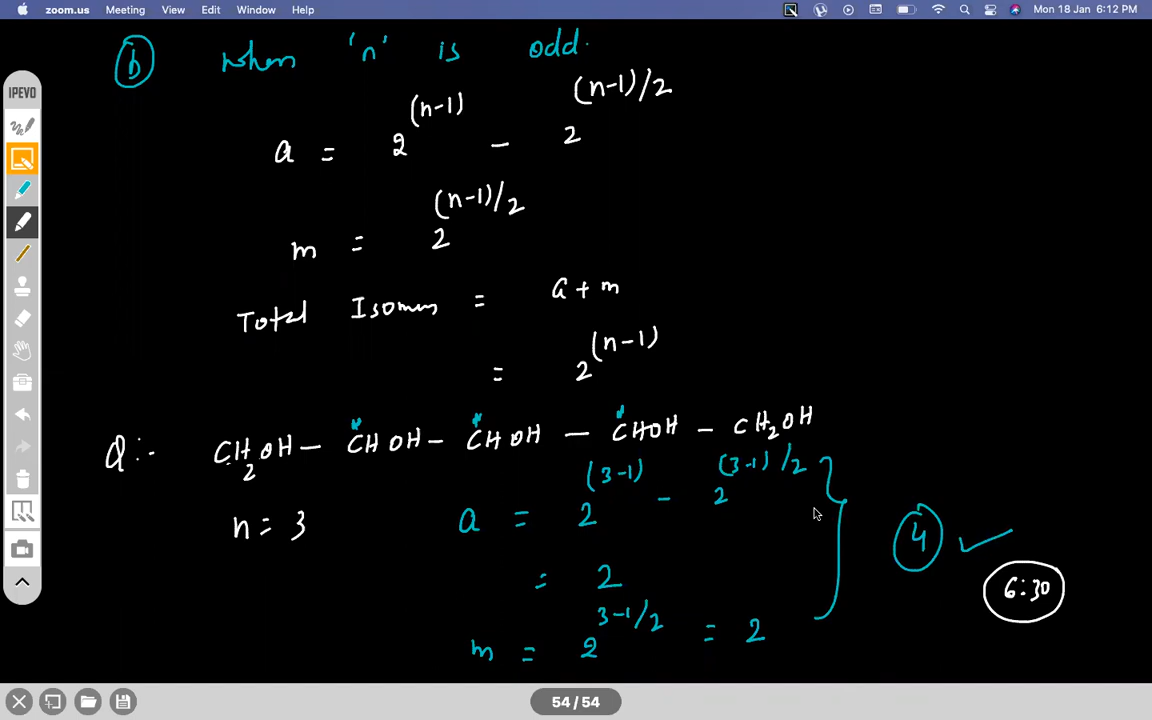 zoom.us Meeting View Edit Window Help Mon 18 Jan 6:12 PM
IPEVO
(b) when 'n' is odd.
a = 2^(n-1) - 2^(n-1)/2
m = 2^(n-1)/2
Total Isomers = a + m
= 2^(n-1)
Q:- CH2OH - *CHOH - *CHOH - *CHOH - CH2OH
n = 3
a = 2^(3-1) - 2^(3-1)/2
= 2
m = 2^3-1/2 = 2
4 ✓
6:30
54 / 54